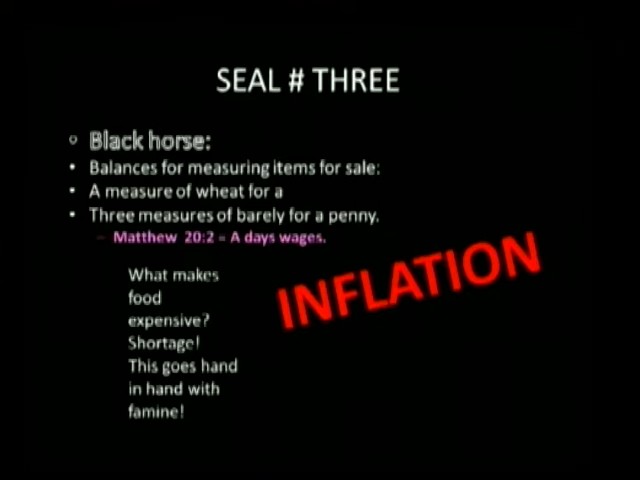 SEAL # THREE
Black horse:
Balances for measuring items for sale:
A measure of wheat for a
Three measures of barely for a penny.
Matthew 20:2 = A days wages.
What makes
food
expensive?
Shortage!
This goes hand
in hand with
famine!
INFLATION